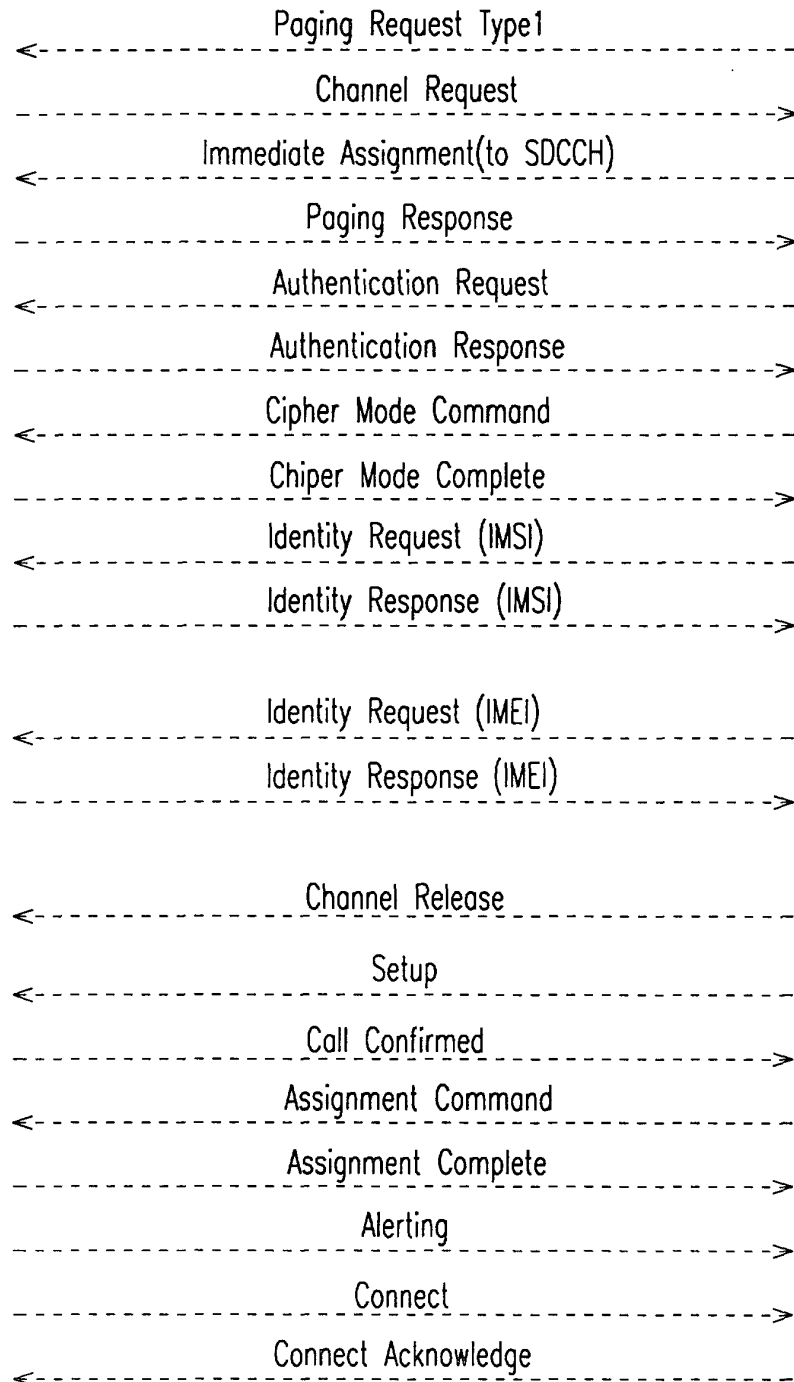 Paging Request Type1
Channel Request
Immediate Assignment(to SDCCH)
Paging Response
Authentication Request
Authentication Response
Cipher Mode Command
Chiper Mode Complete
Identity Request (IMSI)
Identity Response (IMSI)
Identity Request (IMEI)
Identity Response (IMEI)
Channel Release
Setup
Call Confirmed
Assignment Command
Assignment Complete
Alerting
Connect
Connect Acknowledge